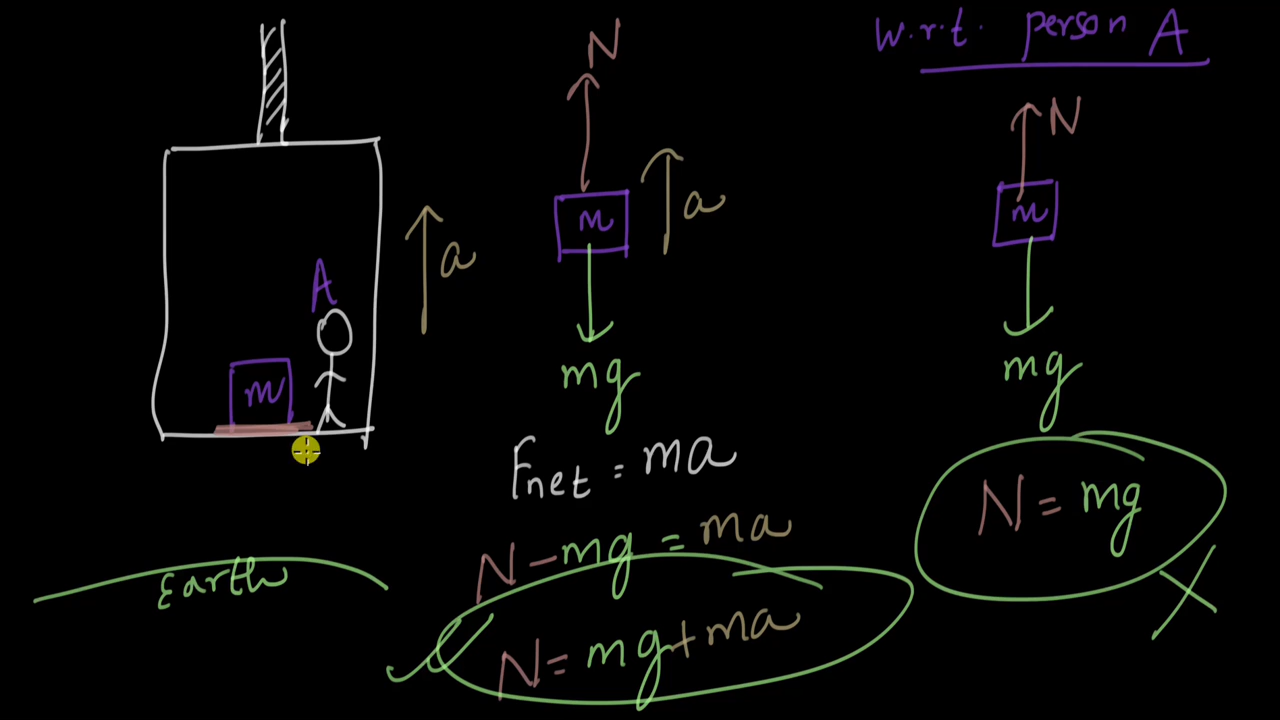 A
m
a
Earth
N
m
a
mg
Fnet = ma
N - mg = ma
N = mg + ma
w.r.t. person A
N
m
mg
N = mg